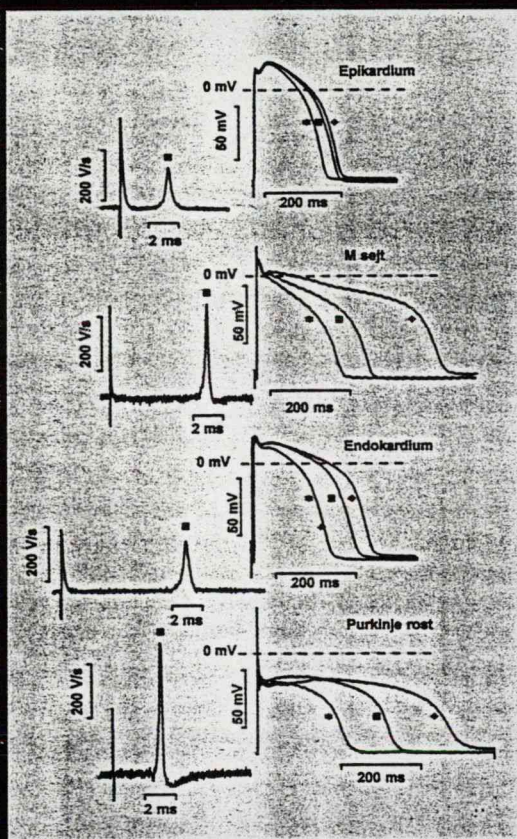 Epikardium
0 mV
50 mV
200 V/s
2 ms
200 ms
M sejt
0 mV
50 mV
200 V/s
2 ms
200 ms
Endokardium
0 mV
50 mV
200 V/s
2 ms
200 ms
Purkinje rost
0 mV
50 mV
200 V/s
2 ms
200 ms